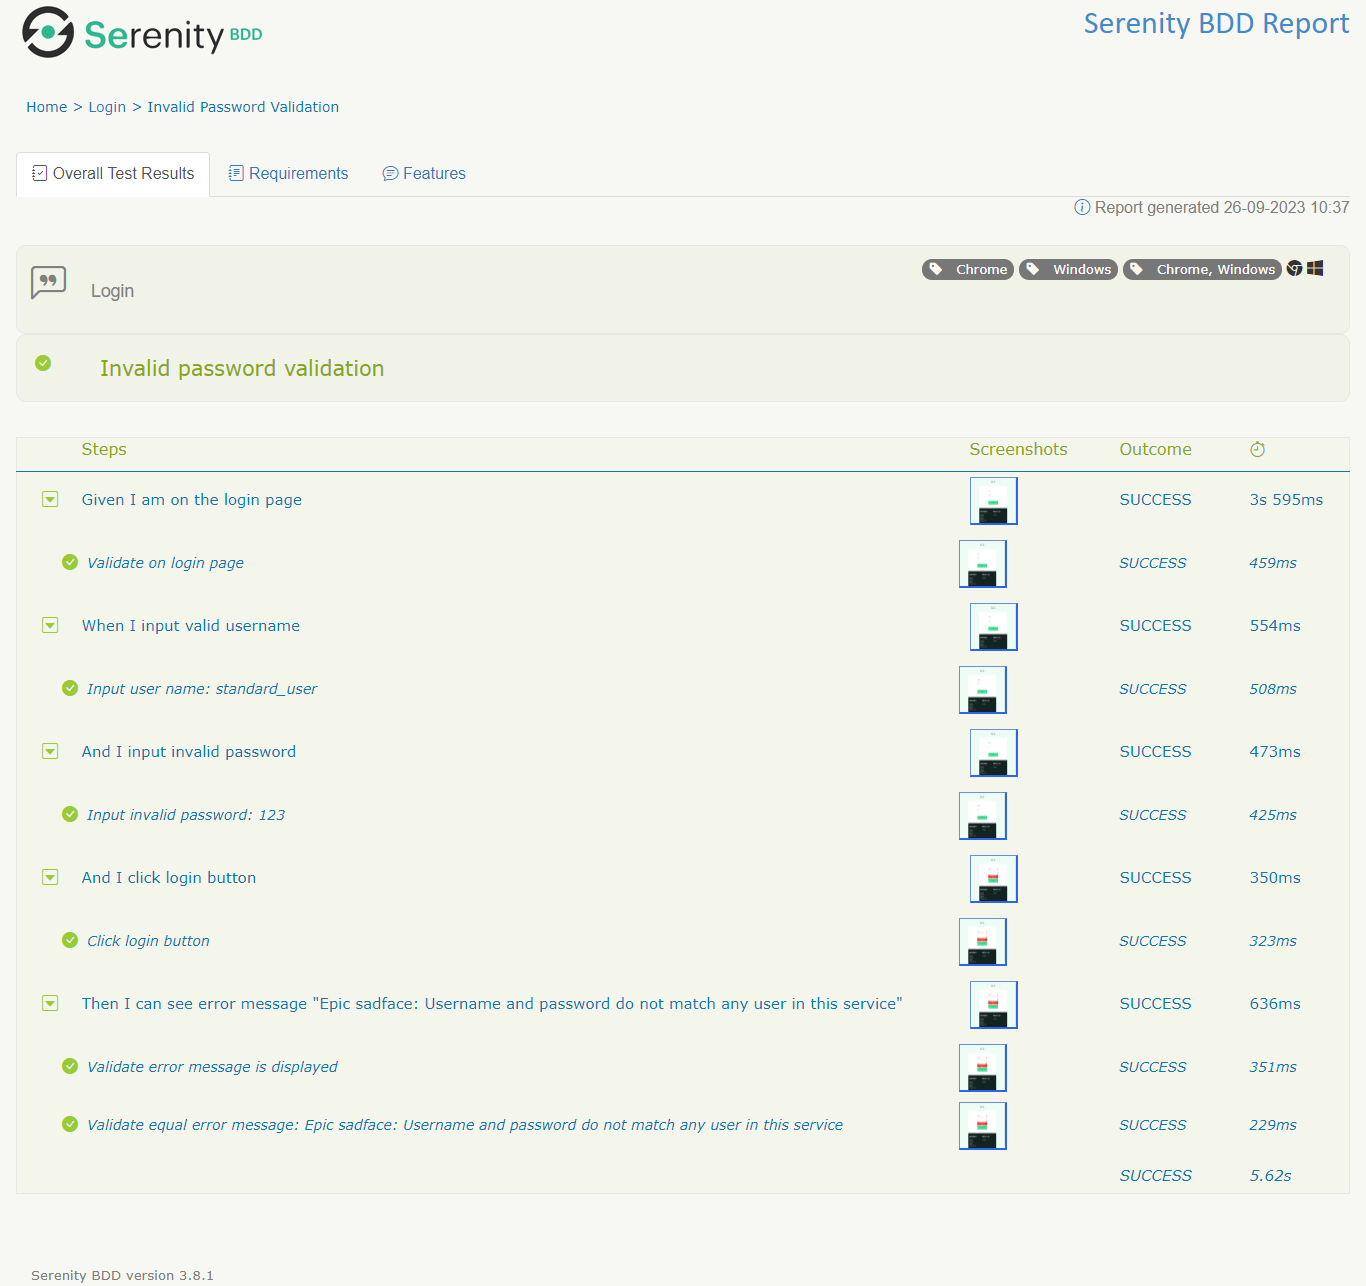 Serenity BDD
Serenity BDD Report
Home > Login > Invalid Password Validation
Overall Test Results Requirements Features
Report generated 26-09-2023 10:37
Login
Chrome Windows Chrome, Windows
Invalid password validation
Steps Screenshots Outcome
Given I am on the login page SUCCESS 3s 595ms
Validate on login page SUCCESS 459ms
When I input valid username SUCCESS 554ms
Input user name: standard_user SUCCESS 508ms
And I input invalid password SUCCESS 473ms
Input invalid password: 123 SUCCESS 425ms
And I click login button SUCCESS 350ms
Click login button SUCCESS 323ms
Then I can see error message "Epic sadface: Username and password do not match any user in this service" SUCCESS 636ms
Validate error message is displayed SUCCESS 351ms
Validate equal error message: Epic sadface: Username and password do not match any user in this service SUCCESS 229ms
SUCCESS 5.62s
Serenity BDD version 3.8.1